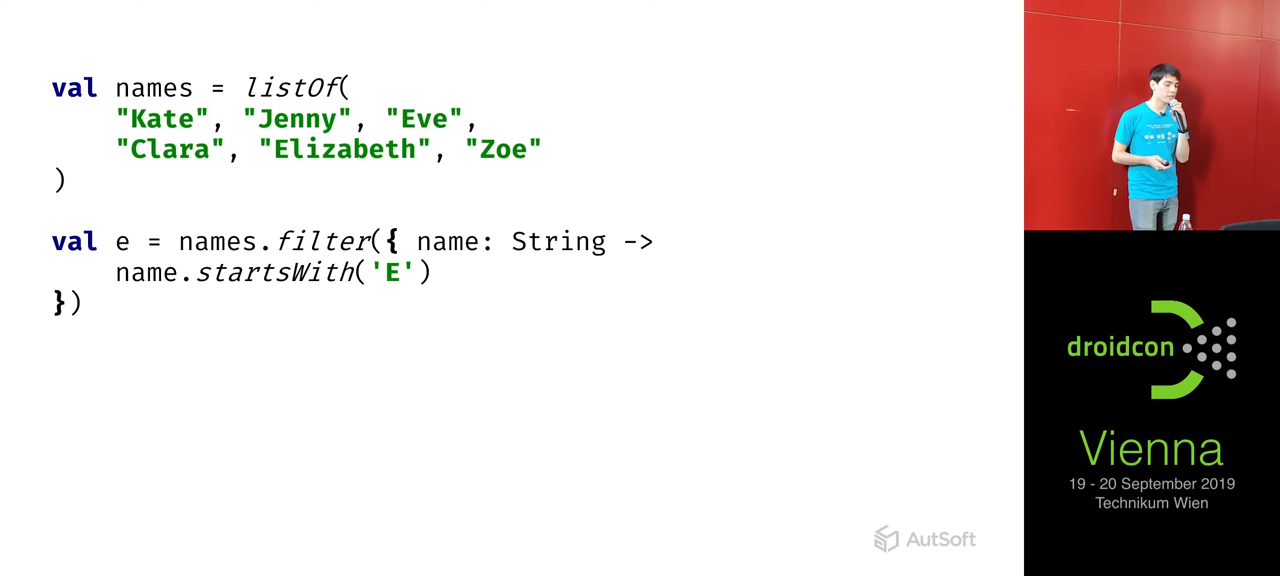 val names = listOf(
"Kate", "Jenny", "Eve",
"Clara", "Elizabeth", "Zoe"
)
val e = names.filter({ name: String ->
name.startsWith('E')
})
AutSoft
droidcon
Vienna
19 - 20 September 2019
Technikum Wien